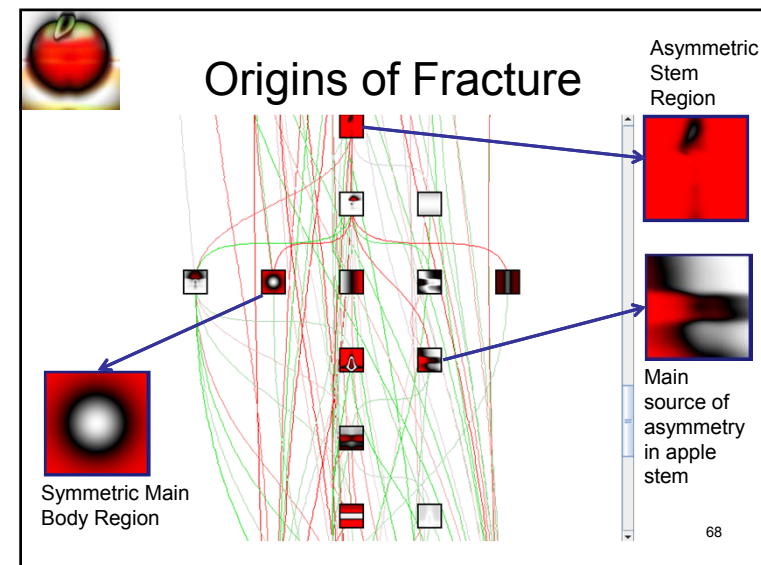 Origins of Fracture
Asymmetric
Stem
Region
Main
source of
asymmetry
in apple
stem
Symmetric Main
Body Region
68